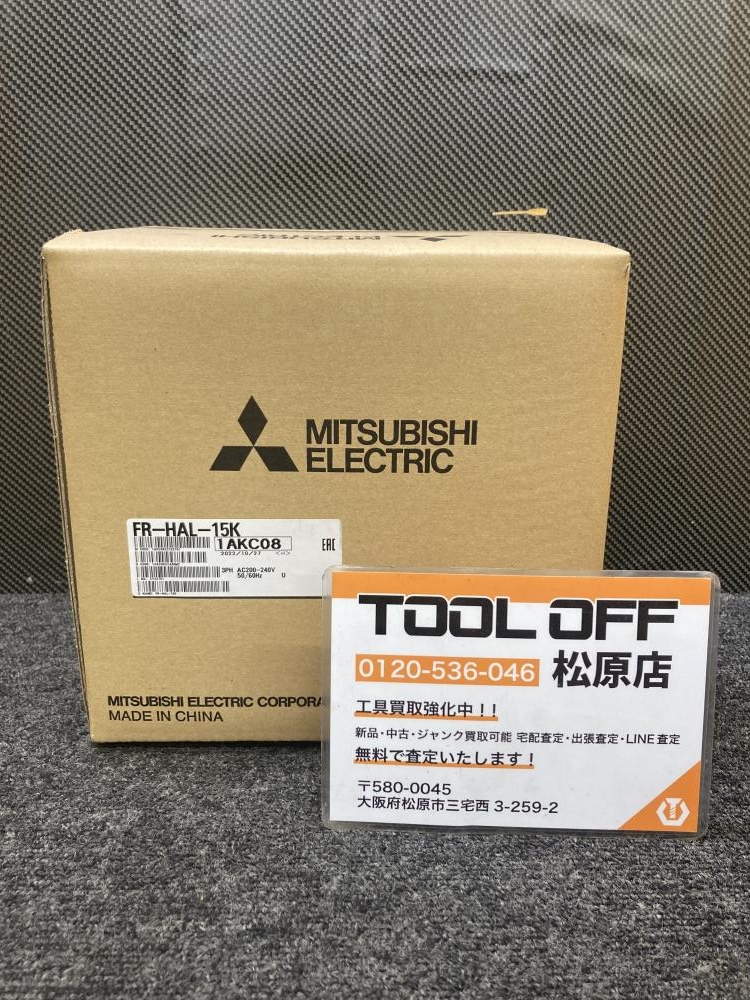 MITSUBISHI
ELECTRIC
FR-HAL-15K
1AKC08
2022/10/27
EAC
3PH AC200-240V
50/60Hz U
MITSUBISHI ELECTRIC CORPORA
MADE IN CHINA
TOOL OFF
0120-536-046 松原店
工具買取強化中!!
新品・中古・ジャンク買取可能 宅配査定・出張査定・LINE査定
無料で査定いたします!
〒580-0045
大阪府松原市三宅西 3-259-2